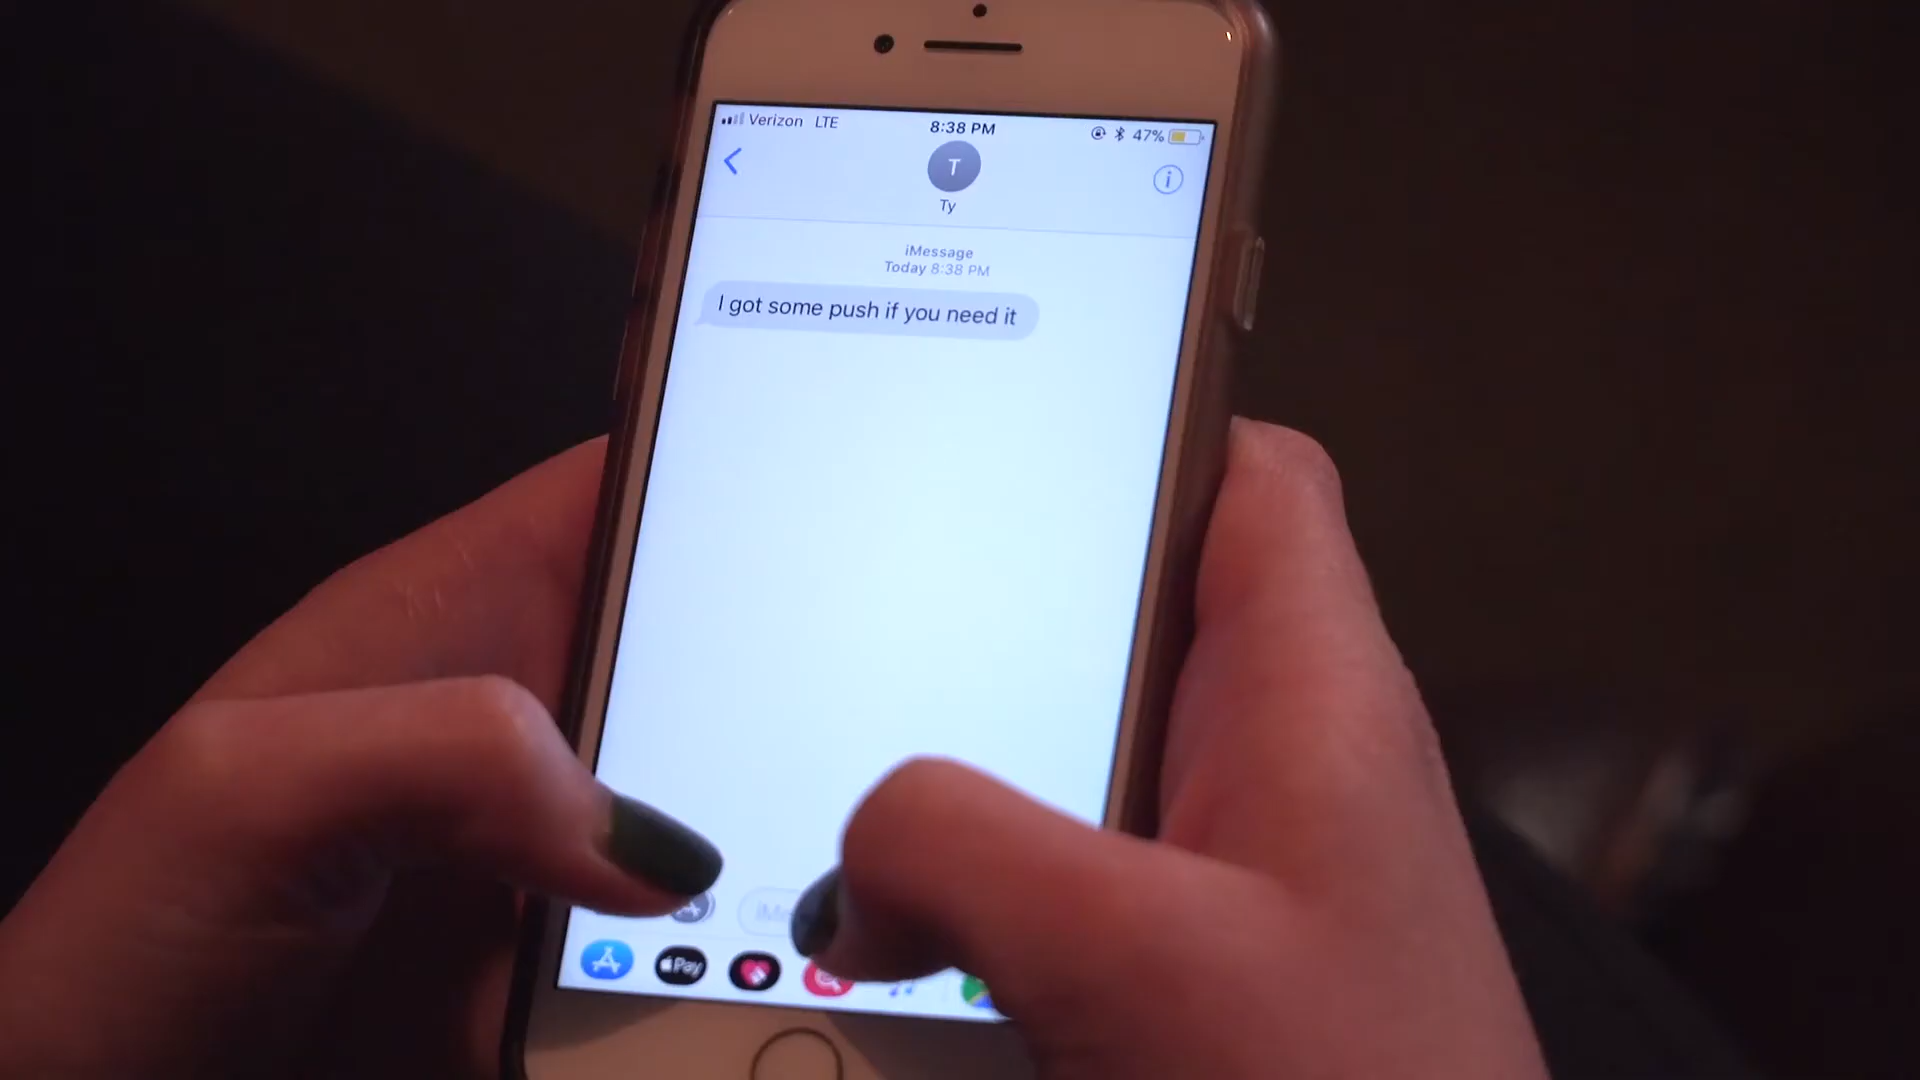 Verizon LTE
8:38 PM
47%
T
Ty
iMessage
Today 8:38 PM
I got some push if you need it
Pay